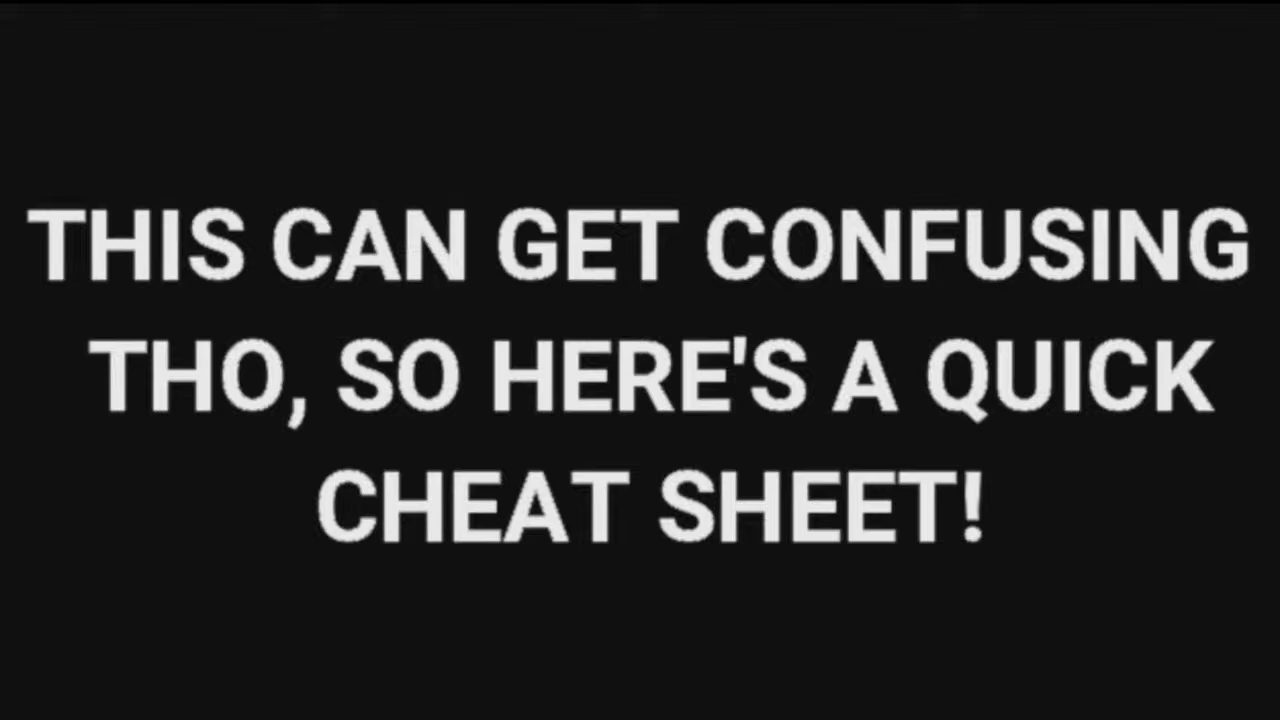 THIS CAN GET CONFUSING
THO, SO HERE'S A QUICK
CHEAT SHEET!